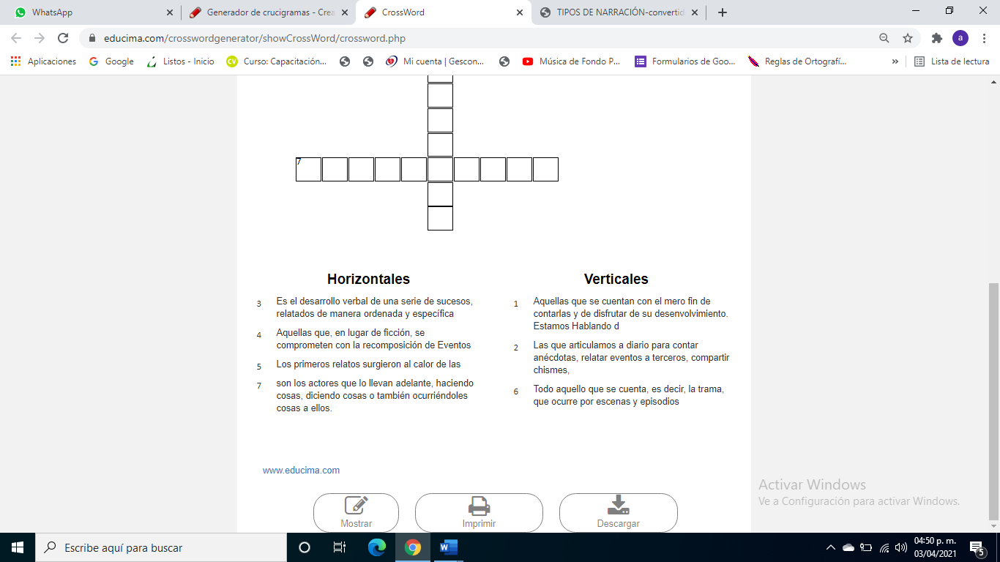 WhatsApp
Generador de crucigramas - Crea
CrossWord
TIPOS DE NARRACIÓN-convertid
educima.com/crosswordgenerator/showCrossWord/crossword.php
a
Aplicaciones
Google
Listos - Inicio
Curso: Capacitación...
Mi cuenta | Gescon...
Música de Fondo P...
Formularios de Goo...
Reglas de Ortografí...
»
Lista de lectura
7
Horizontales
3 Es el desarrollo verbal de una serie de sucesos,
relatados de manera ordenada y específica
4 Aquellas que, en lugar de ficción, se
comprometen con la recomposición de Eventos
5 Los primeros relatos surgieron al calor de las
7 son los actores que lo llevan adelante, haciendo
cosas, diciendo cosas o también ocurriéndoles
cosas a ellos.
Verticales
1 Aquellas que se cuentan con el mero fin de
contarlas y de disfrutar de su desenvolvimiento.
Estamos Hablando d
2 Las que articulamos a diario para contar
anécdotas, relatar eventos a terceros, compartir
chismes,
6 Todo aquello que se cuenta, es decir, la trama,
que ocurre por escenas y episodios
www.educima.com
Mostrar
Imprimir
Descargar
Activar Windows
Ve a Configuración para activar Windows.
Escribe aquí para buscar
04:50 p. m.
03/04/2021
5